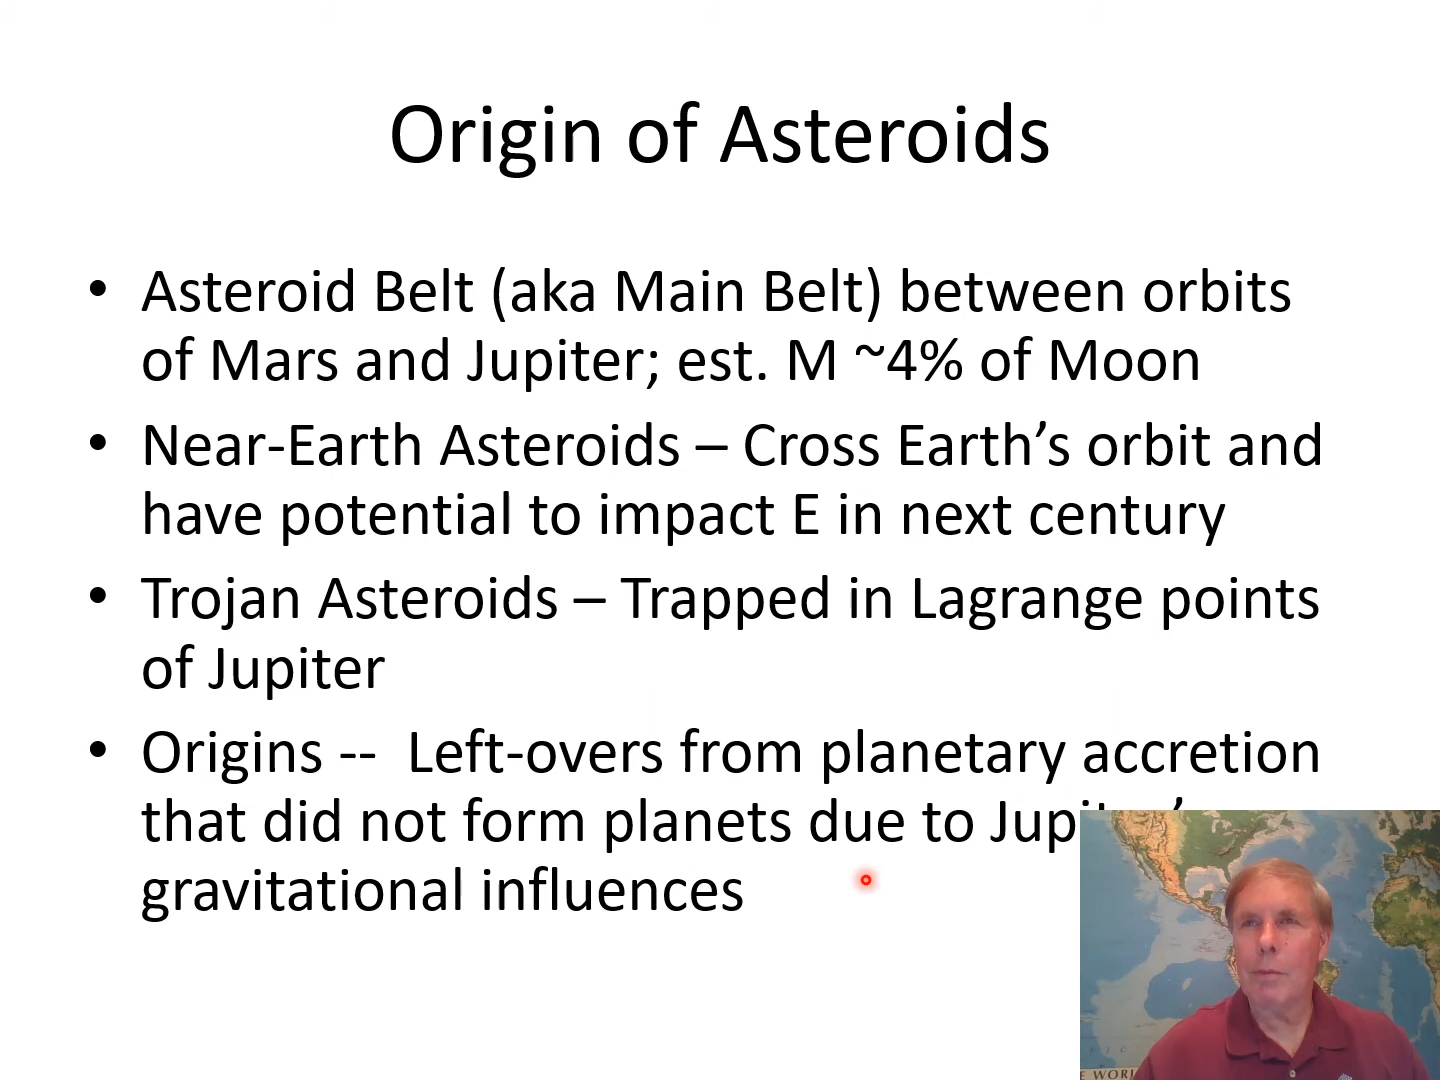 Origin of Asteroids
• Asteroid Belt (aka Main Belt) between orbits
of Mars and Jupiter; est. M ~4% of Moon
• Near-Earth Asteroids – Cross Earth’s orbit and
have potential to impact E in next century
• Trojan Asteroids – Trapped in Lagrange points
of Jupiter
• Origins -- Left-overs from planetary accretion
that did not form planets due to
gravitational influences